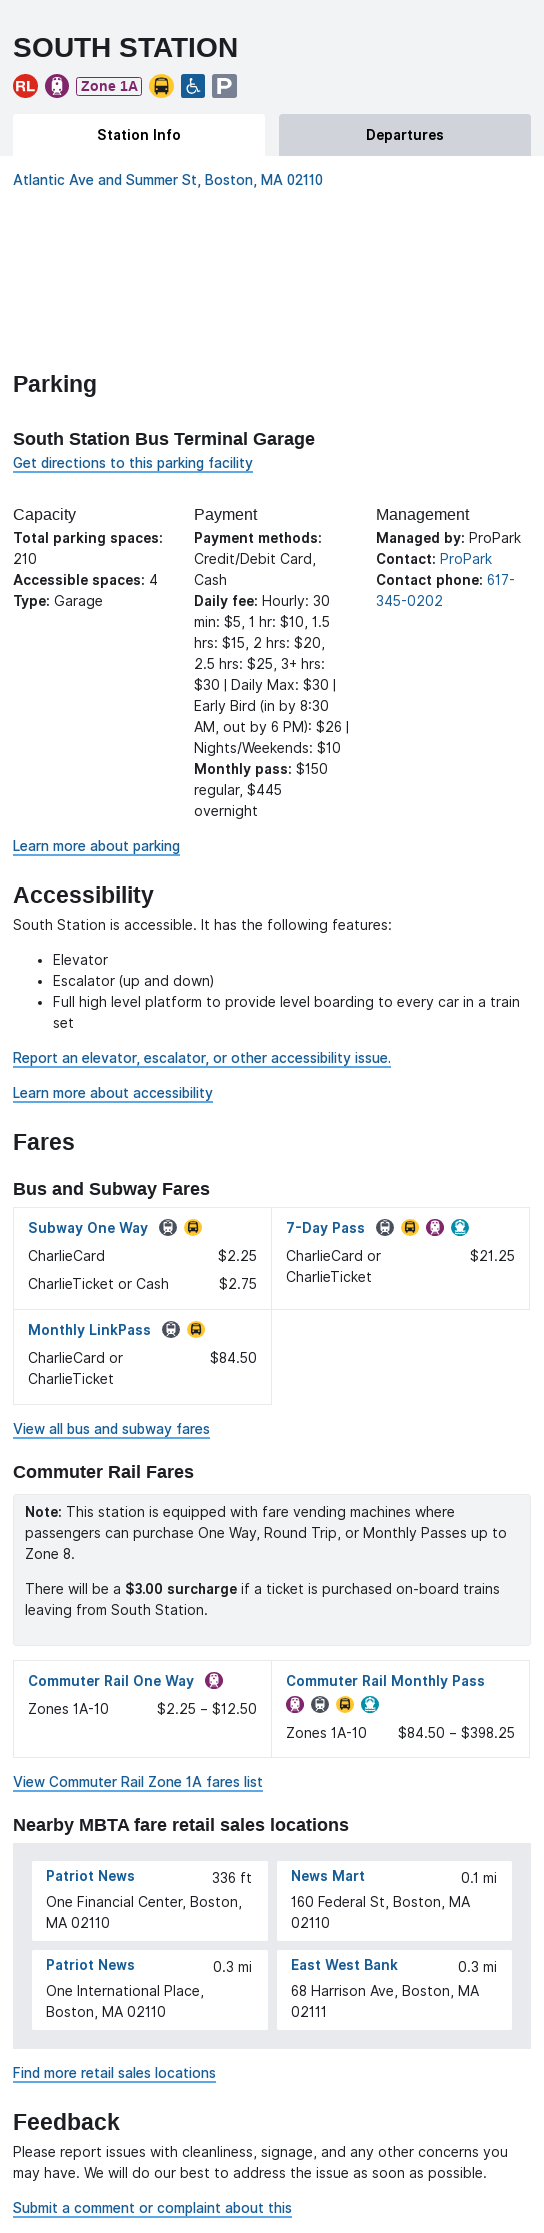 SOUTH STATION
RL Zone 1A P
Station Info Departures
Atlantic Ave and Summer St, Boston, MA 02110
Parking
South Station Bus Terminal Garage
Get directions to this parking facility
Capacity
Total parking spaces:
210
Accessible spaces: 4
Type: Garage
Payment
Payment methods:
Credit/Debit Card,
Cash
Daily fee: Hourly: 30
min: $5, 1 hr: $10, 1.5
hrs: $15, 2 hrs: $20,
2.5 hrs: $25, 3+ hrs:
$30 | Daily Max: $30 |
Early Bird (in by 8:30
AM, out by 6 PM): $26 |
Nights/Weekends: $10
Monthly pass: $150
regular, $445
overnight
Management
Managed by: ProPark
Contact: ProPark
Contact phone: 617-
345-0202
Learn more about parking
Accessibility
South Station is accessible. It has the following features:
• Elevator
• Escalator (up and down)
• Full high level platform to provide level boarding to every car in a train
set
Report an elevator, escalator, or other accessibility issue.
Learn more about accessibility
Fares
Bus and Subway Fares
Subway One Way
CharlieCard $2.25
CharlieTicket or Cash $2.75
7-Day Pass
CharlieCard or $21.25
CharlieTicket
Monthly LinkPass
CharlieCard or $84.50
CharlieTicket
View all bus and subway fares
Commuter Rail Fares
Note: This station is equipped with fare vending machines where
passengers can purchase One Way, Round Trip, or Monthly Passes up to
Zone 8.
There will be a $3.00 surcharge if a ticket is purchased on-board trains
leaving from South Station.
Commuter Rail One Way
Zones 1A-10 $2.25 – $12.50
Commuter Rail Monthly Pass
Zones 1A-10 $84.50 – $398.25
View Commuter Rail Zone 1A fares list
Nearby MBTA fare retail sales locations
Patriot News 336 ft
One Financial Center, Boston,
MA 02110
News Mart 0.1 mi
160 Federal St, Boston, MA
02110
Patriot News 0.3 mi
One International Place,
Boston, MA 02110
East West Bank 0.3 mi
68 Harrison Ave, Boston, MA
02111
Find more retail sales locations
Feedback
Please report issues with cleanliness, signage, and any other concerns you
may have. We will do our best to address the issue as soon as possible.
Submit a comment or complaint about this